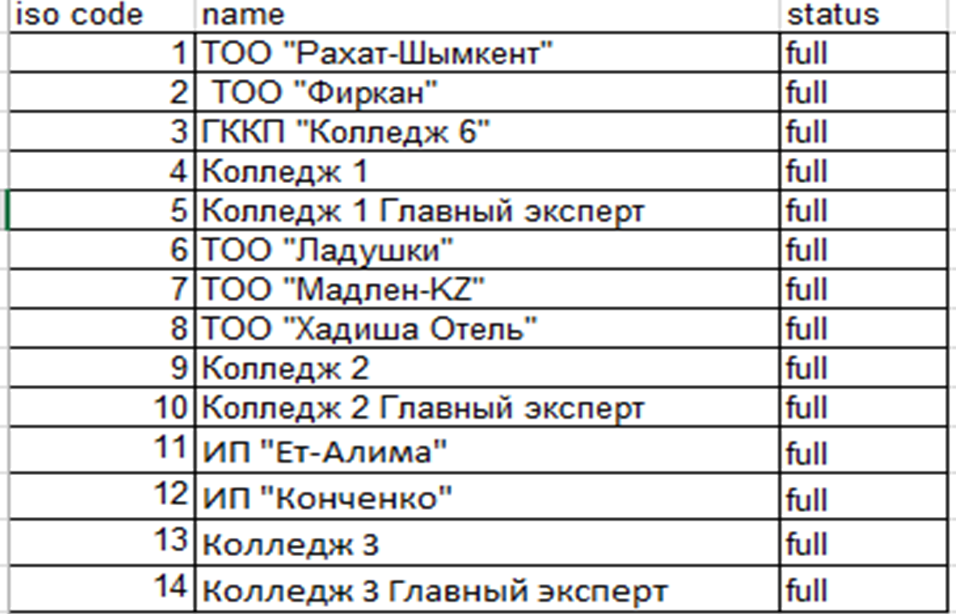 iso code name status
1 ТОО "Рахат-Шымкент" full
2 ТОО "Фиркан" full
3 ГККП "Колледж 6" full
4 Колледж 1 full
5 Колледж 1 Главный эксперт full
6 ТОО "Ладушки" full
7 ТОО "Мадлен-KZ" full
8 ТОО "Хадиша Отель" full
9 Колледж 2 full
10 Колледж 2 Главный эксперт full
11 ИП "Ет-Алима" full
12 ИП "Конченко" full
13 Колледж 3 full
14 Колледж 3 Главный эксперт full